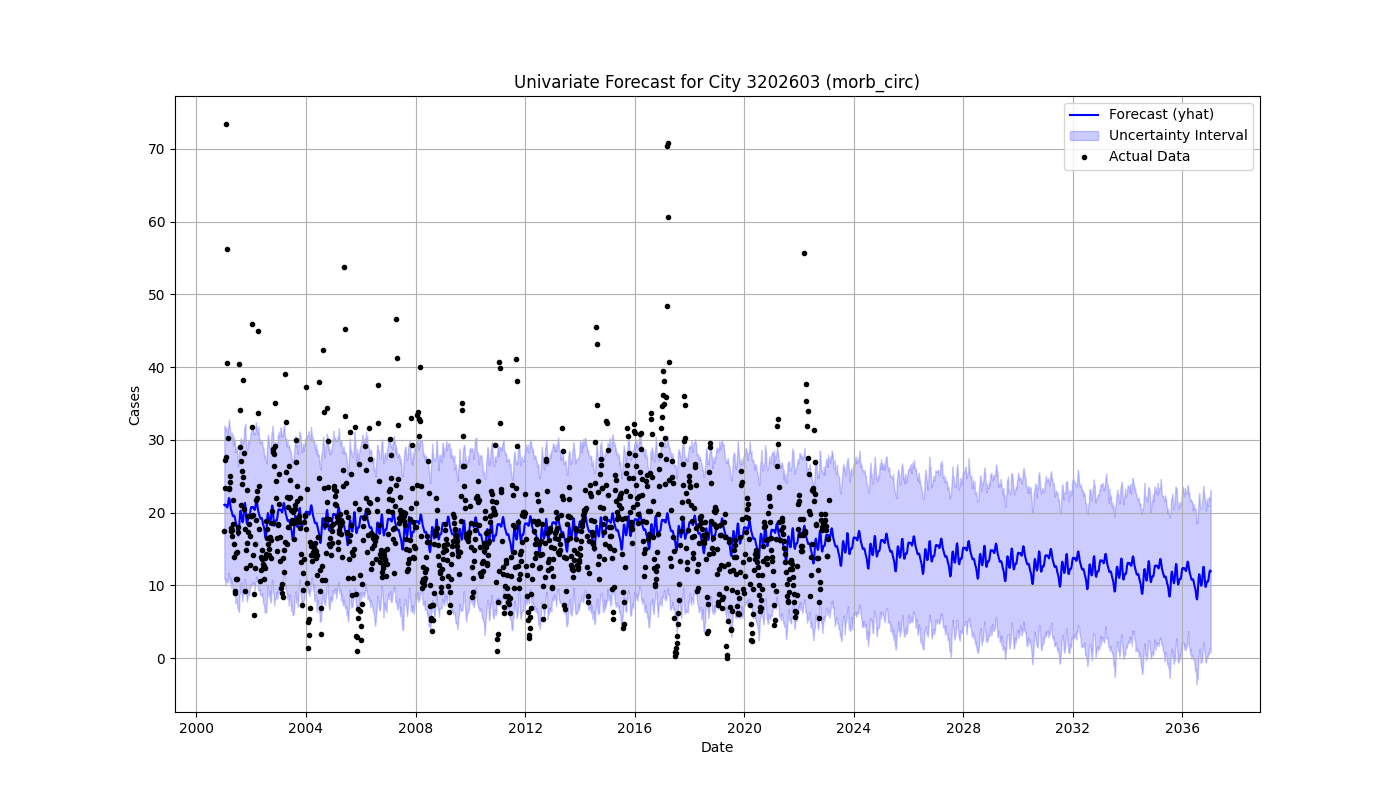 Univariate Forecast for City 3202603 (morb_circ)
Forecast (yhat)
Uncertainty Interval
Actual Data
Cases
70
60
50
40
30
20
10
0
2000 2004 2008 2012 2016 2020 2024 2028 2032 2036
Date